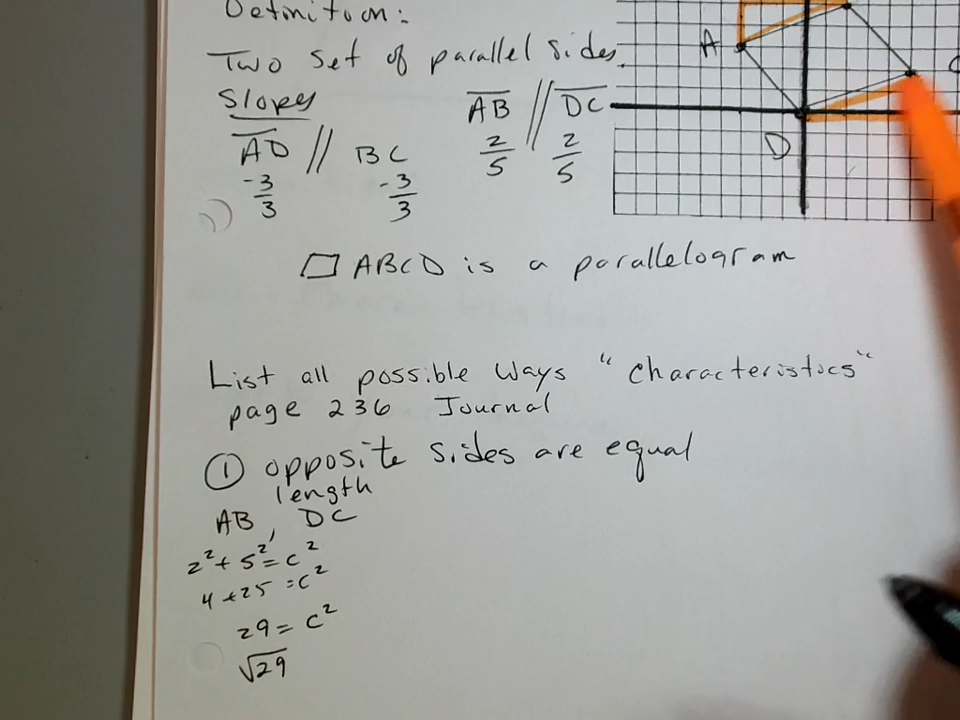 Definition:
Two Set of parallel sides.
Slopes
AD // BC AB // DC
-3/3 -3/3 2/5 2/5
A
D
▱ ABCD is a parallelogram
List all possible Ways "Characteristics"
page 236 Journal
① opposite sides are equal
length
AB, DC
2² + 5² = c²
4 + 25 = c²
29 = c²
√29